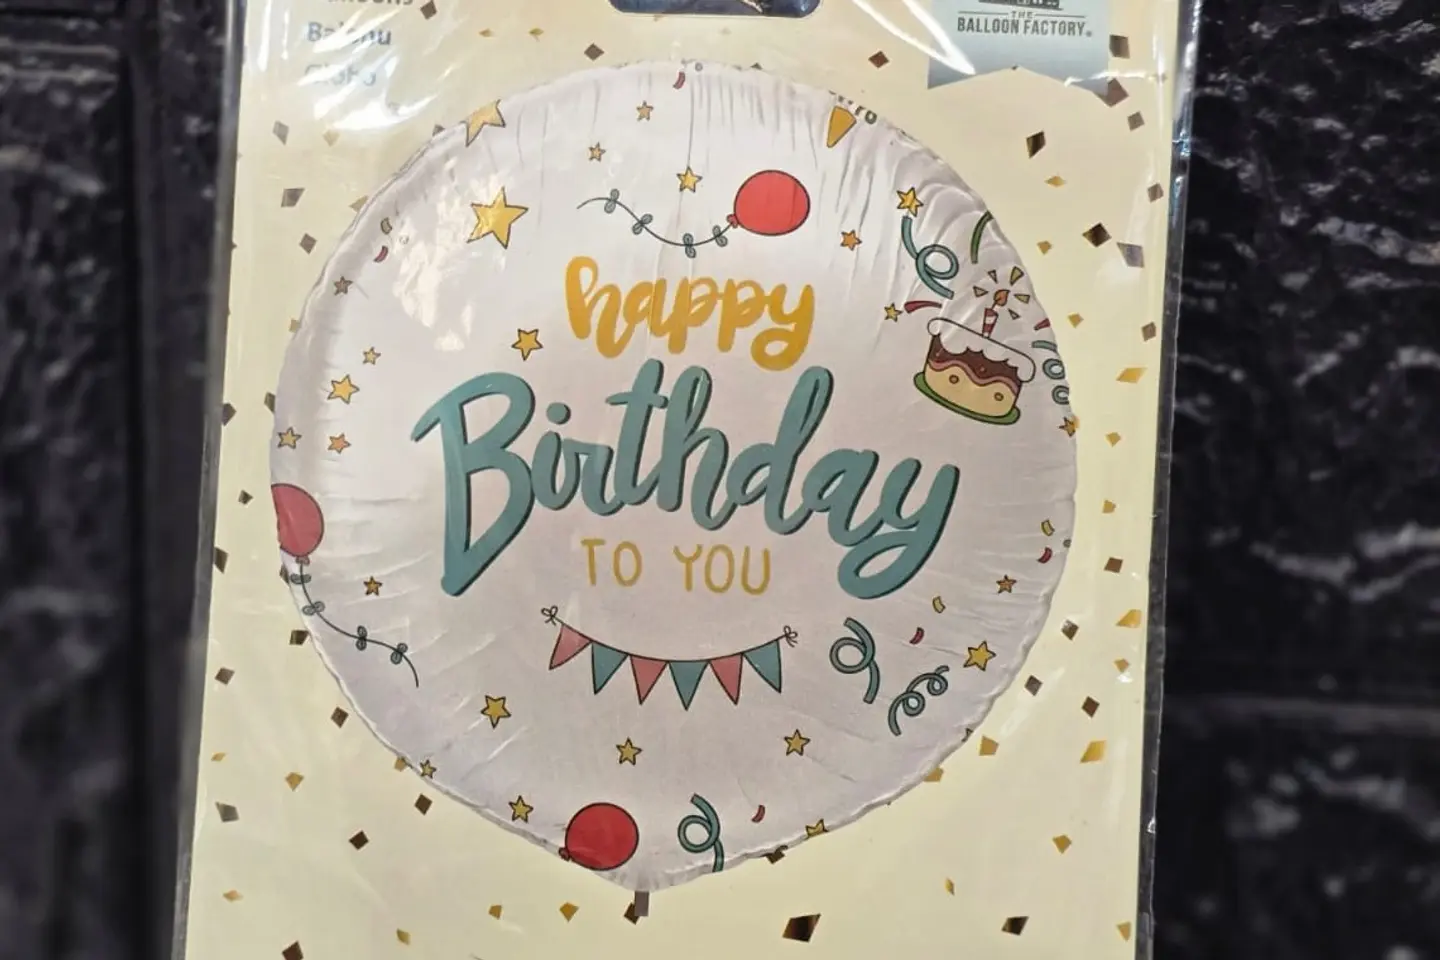 THE
BALLOON FACTORY®
happy
Birthday
TO YOU